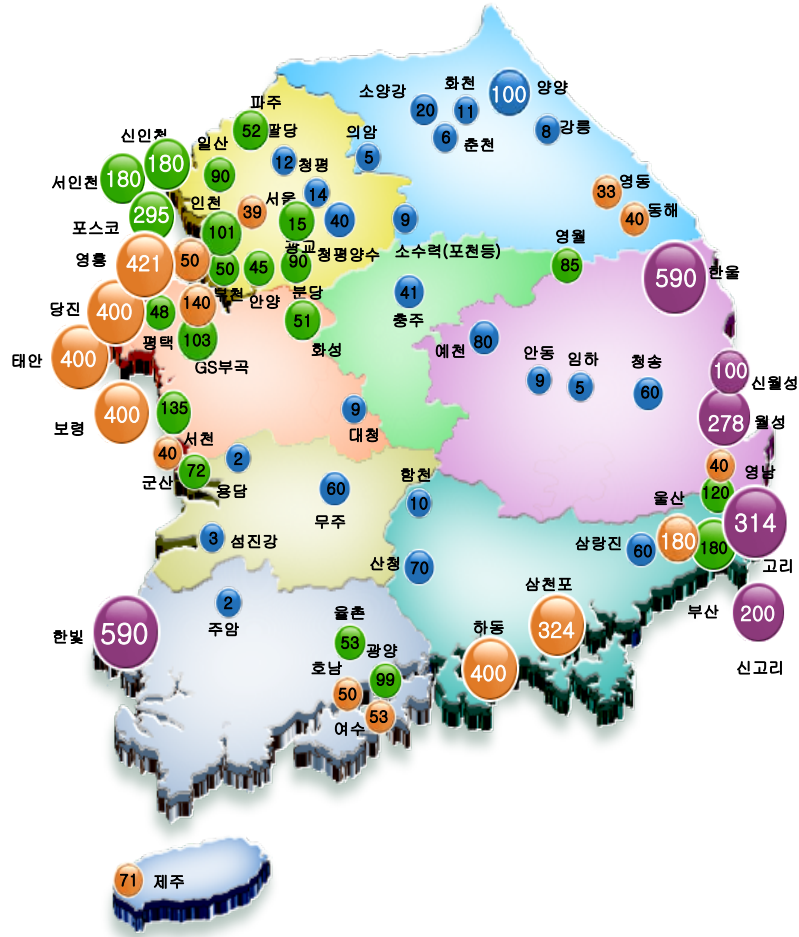 화천
양양
소양강
100
파주
20
11
신인천
일산
52
팔당
의암
8
강릉
6
춘천
180
12
청평
5
서인천
180
90
서울
14
33
영동
인천
39
295
15
40
9
40
동해
포스코
101
광교
청평양수
소수력(포천등)
영월
영흥
421
50
50
45
90
85
590
한울
부천
안양
분당
41
당진
400
48
140
51
충주
평택
103
화성
예천
80
태안
400
GS부곡
안동
임하
청송
100
신월성
9
5
60
보령
400
135
9
278
월성
서천
대청
40
72
2
함천
40
영남
군산
용담
60
10
울산
120
무주
314
3
섬진강
삼랑진
60
180
180
산청
70
고리
삼천포
2
율촌
부산
200
한빛
590
주암
53
324
광양
하동
호남
99
400
신고리
50
53
여수
71
제주